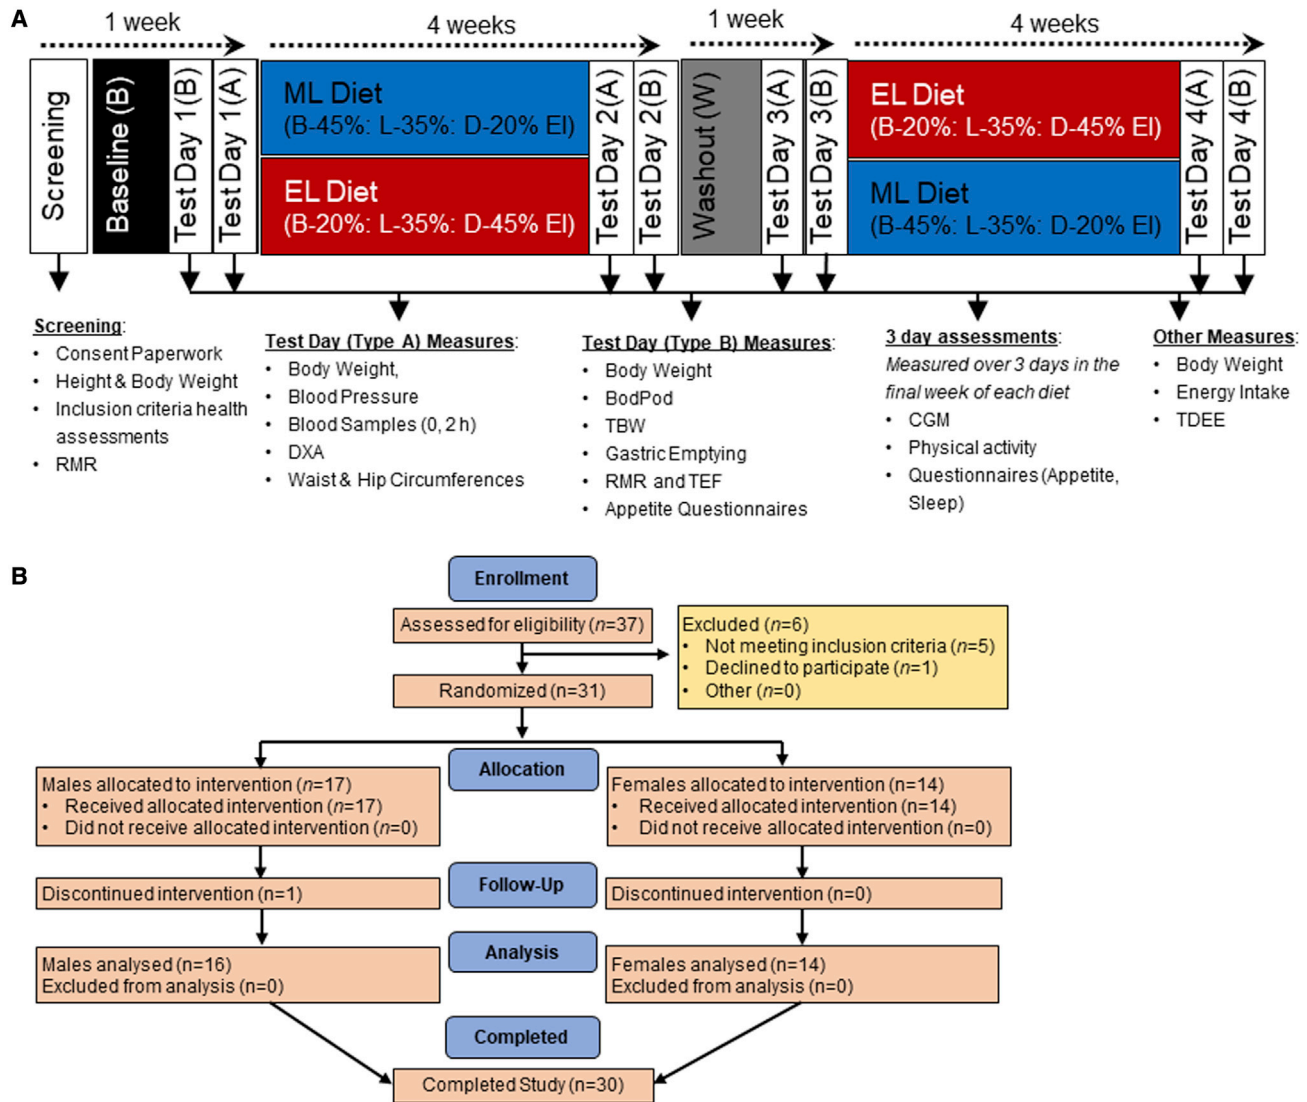 A
1 week
4 weeks
1 week
4 weeks
Screening
Baseline (B)
Test Day 1(B)
Test Day 1(A)
ML Diet
(B-45%: L-35%: D-20% EI)
EL Diet
(B-20%: L-35%: D-45% EI)
Test Day 2(A)
Test Day 2(B)
Washout (W)
Test Day 3(A)
Test Day 3(B)
EL Diet
(B-20%: L-35%: D-45% EI)
ML Diet
(B-45%: L-35%: D-20% EI)
Test Day 4(A)
Test Day 4(B)
Screening:
• Consent Paperwork
• Height & Body Weight
• Inclusion criteria health
assessments
• RMR
Test Day (Type A) Measures:
• Body Weight,
• Blood Pressure
• Blood Samples (0, 2 h)
• DXA
• Waist & Hip Circumferences
Test Day (Type B) Measures:
• Body Weight
• BodPod
• TBW
• Gastric Emptying
• RMR and TEF
• Appetite Questionnaires
3 day assessments:
Measured over 3 days in the
final week of each diet
• CGM
• Physical activity
• Questionnaires (Appetite,
Sleep)
Other Measures:
• Body Weight
• Energy Intake
• TDEE
B
Enrollment
Assessed for eligibility (n=37)
Excluded (n=6)
• Not meeting inclusion criteria (n=5)
• Declined to participate (n=1)
• Other (n=0)
Randomized (n=31)
Allocation
Males allocated to intervention (n=17)
• Received allocated intervention (n=17)
• Did not receive allocated intervention (n=0)
Females allocated to intervention (n=14)
• Received allocated intervention (n=14)
• Did not receive allocated intervention (n=0)
Follow-Up
Discontinued intervention (n=1)
Discontinued intervention (n=0)
Analysis
Males analysed (n=16)
Excluded from analysis (n=0)
Females analysed (n=14)
Excluded from analysis (n=0)
Completed
Completed Study (n=30)